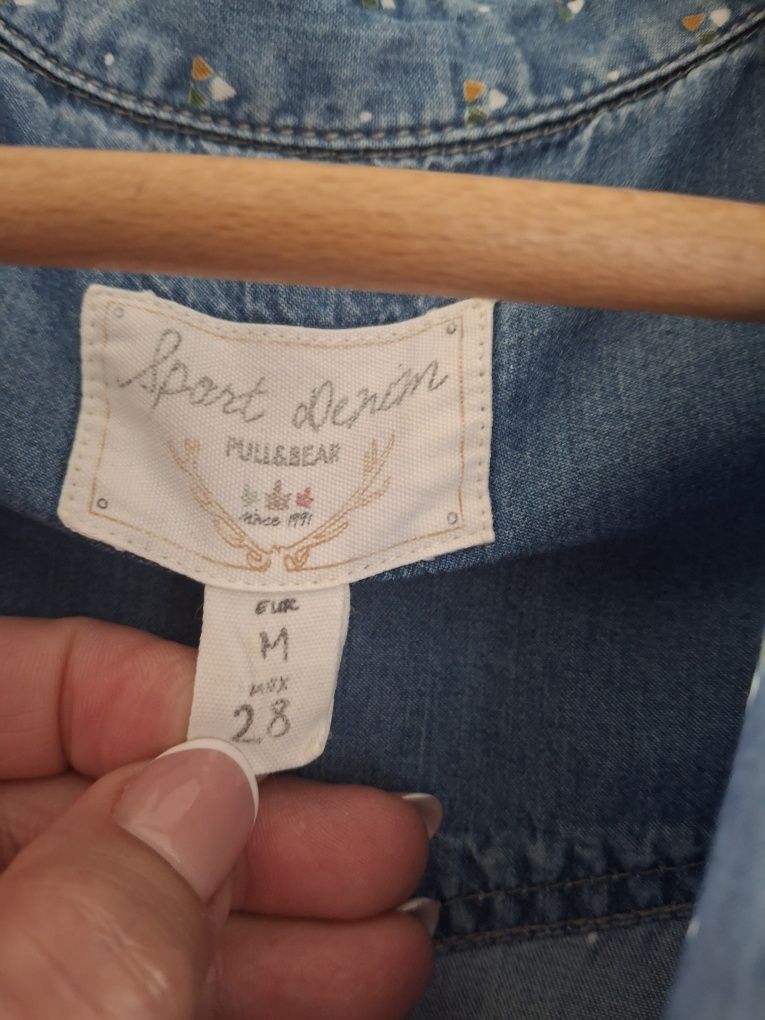 Sport Denim
PULL&BEAR
since 1991
EUR
M
MEX
28